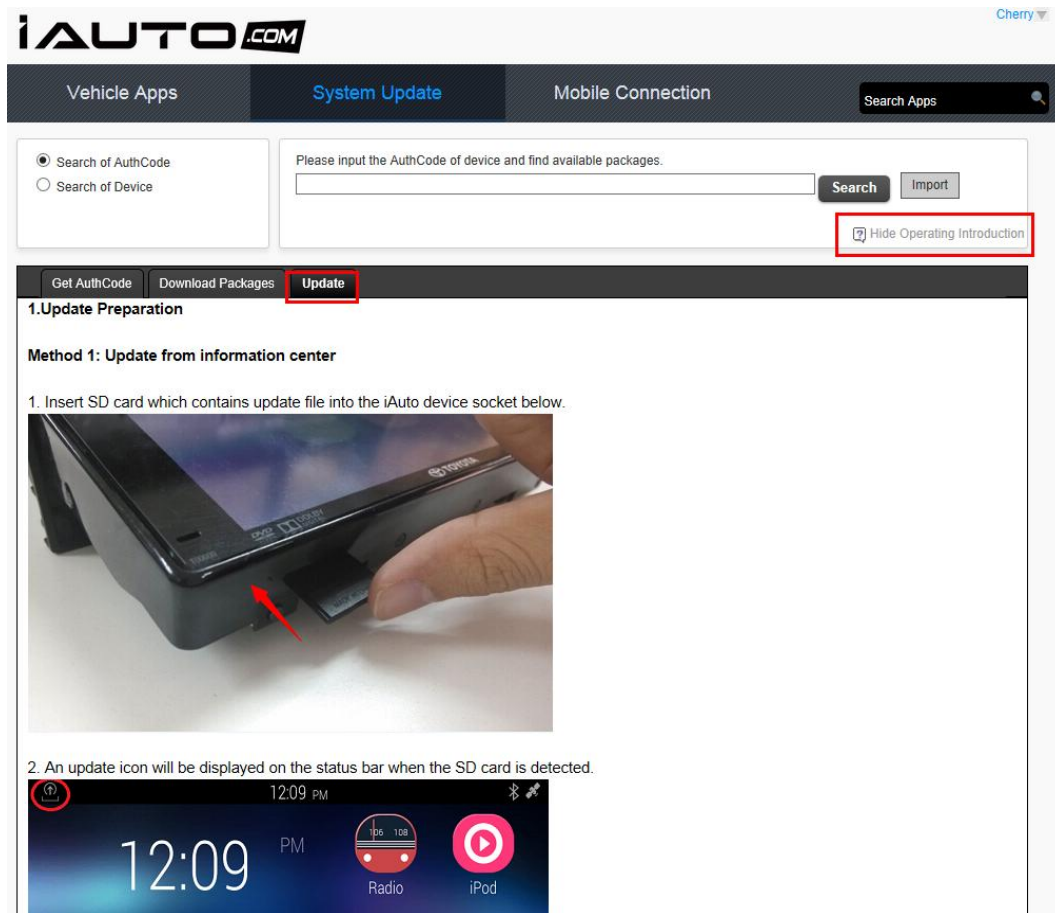 Cherry
iAUTO.COM
Vehicle Apps
System Update
Mobile Connection
Search Apps
Search of AuthCode
Search of Device
Please input the AuthCode of device and find available packages.
Search
Import
Hide Operating Introduction
Get AuthCode
Download Packages
Update
1.Update Preparation
Method 1: Update from information center
1. Insert SD card which contains update file into the iAuto device socket below.
TOYOTA
DVD
DOLBY
DIGITAL
2. An update icon will be displayed on the status bar when the SD card is detected.
12:09 PM
12:09 PM
106 108
Radio
iPod